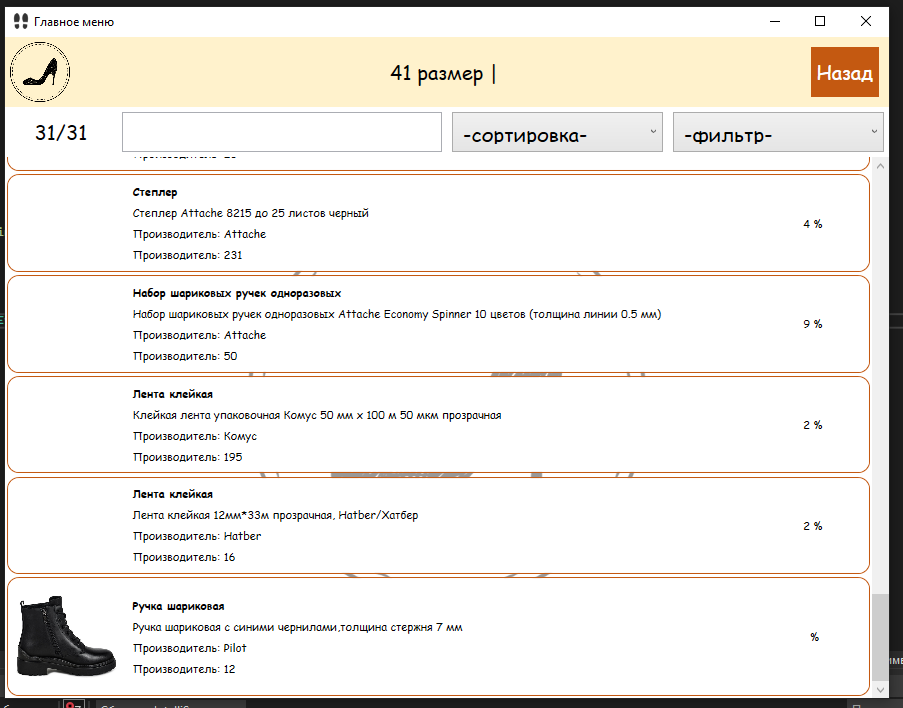 Главное меню
41 размер |
Назад
31/31
-сортировка-
-фильтр-
Степлер
Степлер Attache 8215 до 25 листов черный
Производитель: Attache
Производитель: 231
4 %
Набор шариковых ручек одноразовых
Набор шариковых ручек одноразовых Attache Economy Spinner 10 цветов (толщина линии 0.5 мм)
Производитель: Attache
Производитель: 50
9 %
Лента клейкая
Клейкая лента упаковочная Комус 50 мм x 100 м 50 мкм прозрачная
Производитель: Комус
Производитель: 195
2 %
Лента клейкая
Лента клейкая 12мм*33м прозрачная, Hatber/Хатбер
Производитель: Hatber
Производитель: 16
2 %
Ручка шариковая
Ручка шариковая с синими чернилами,толщина стержня 7 мм
Производитель: Pilot
Производитель: 12
%